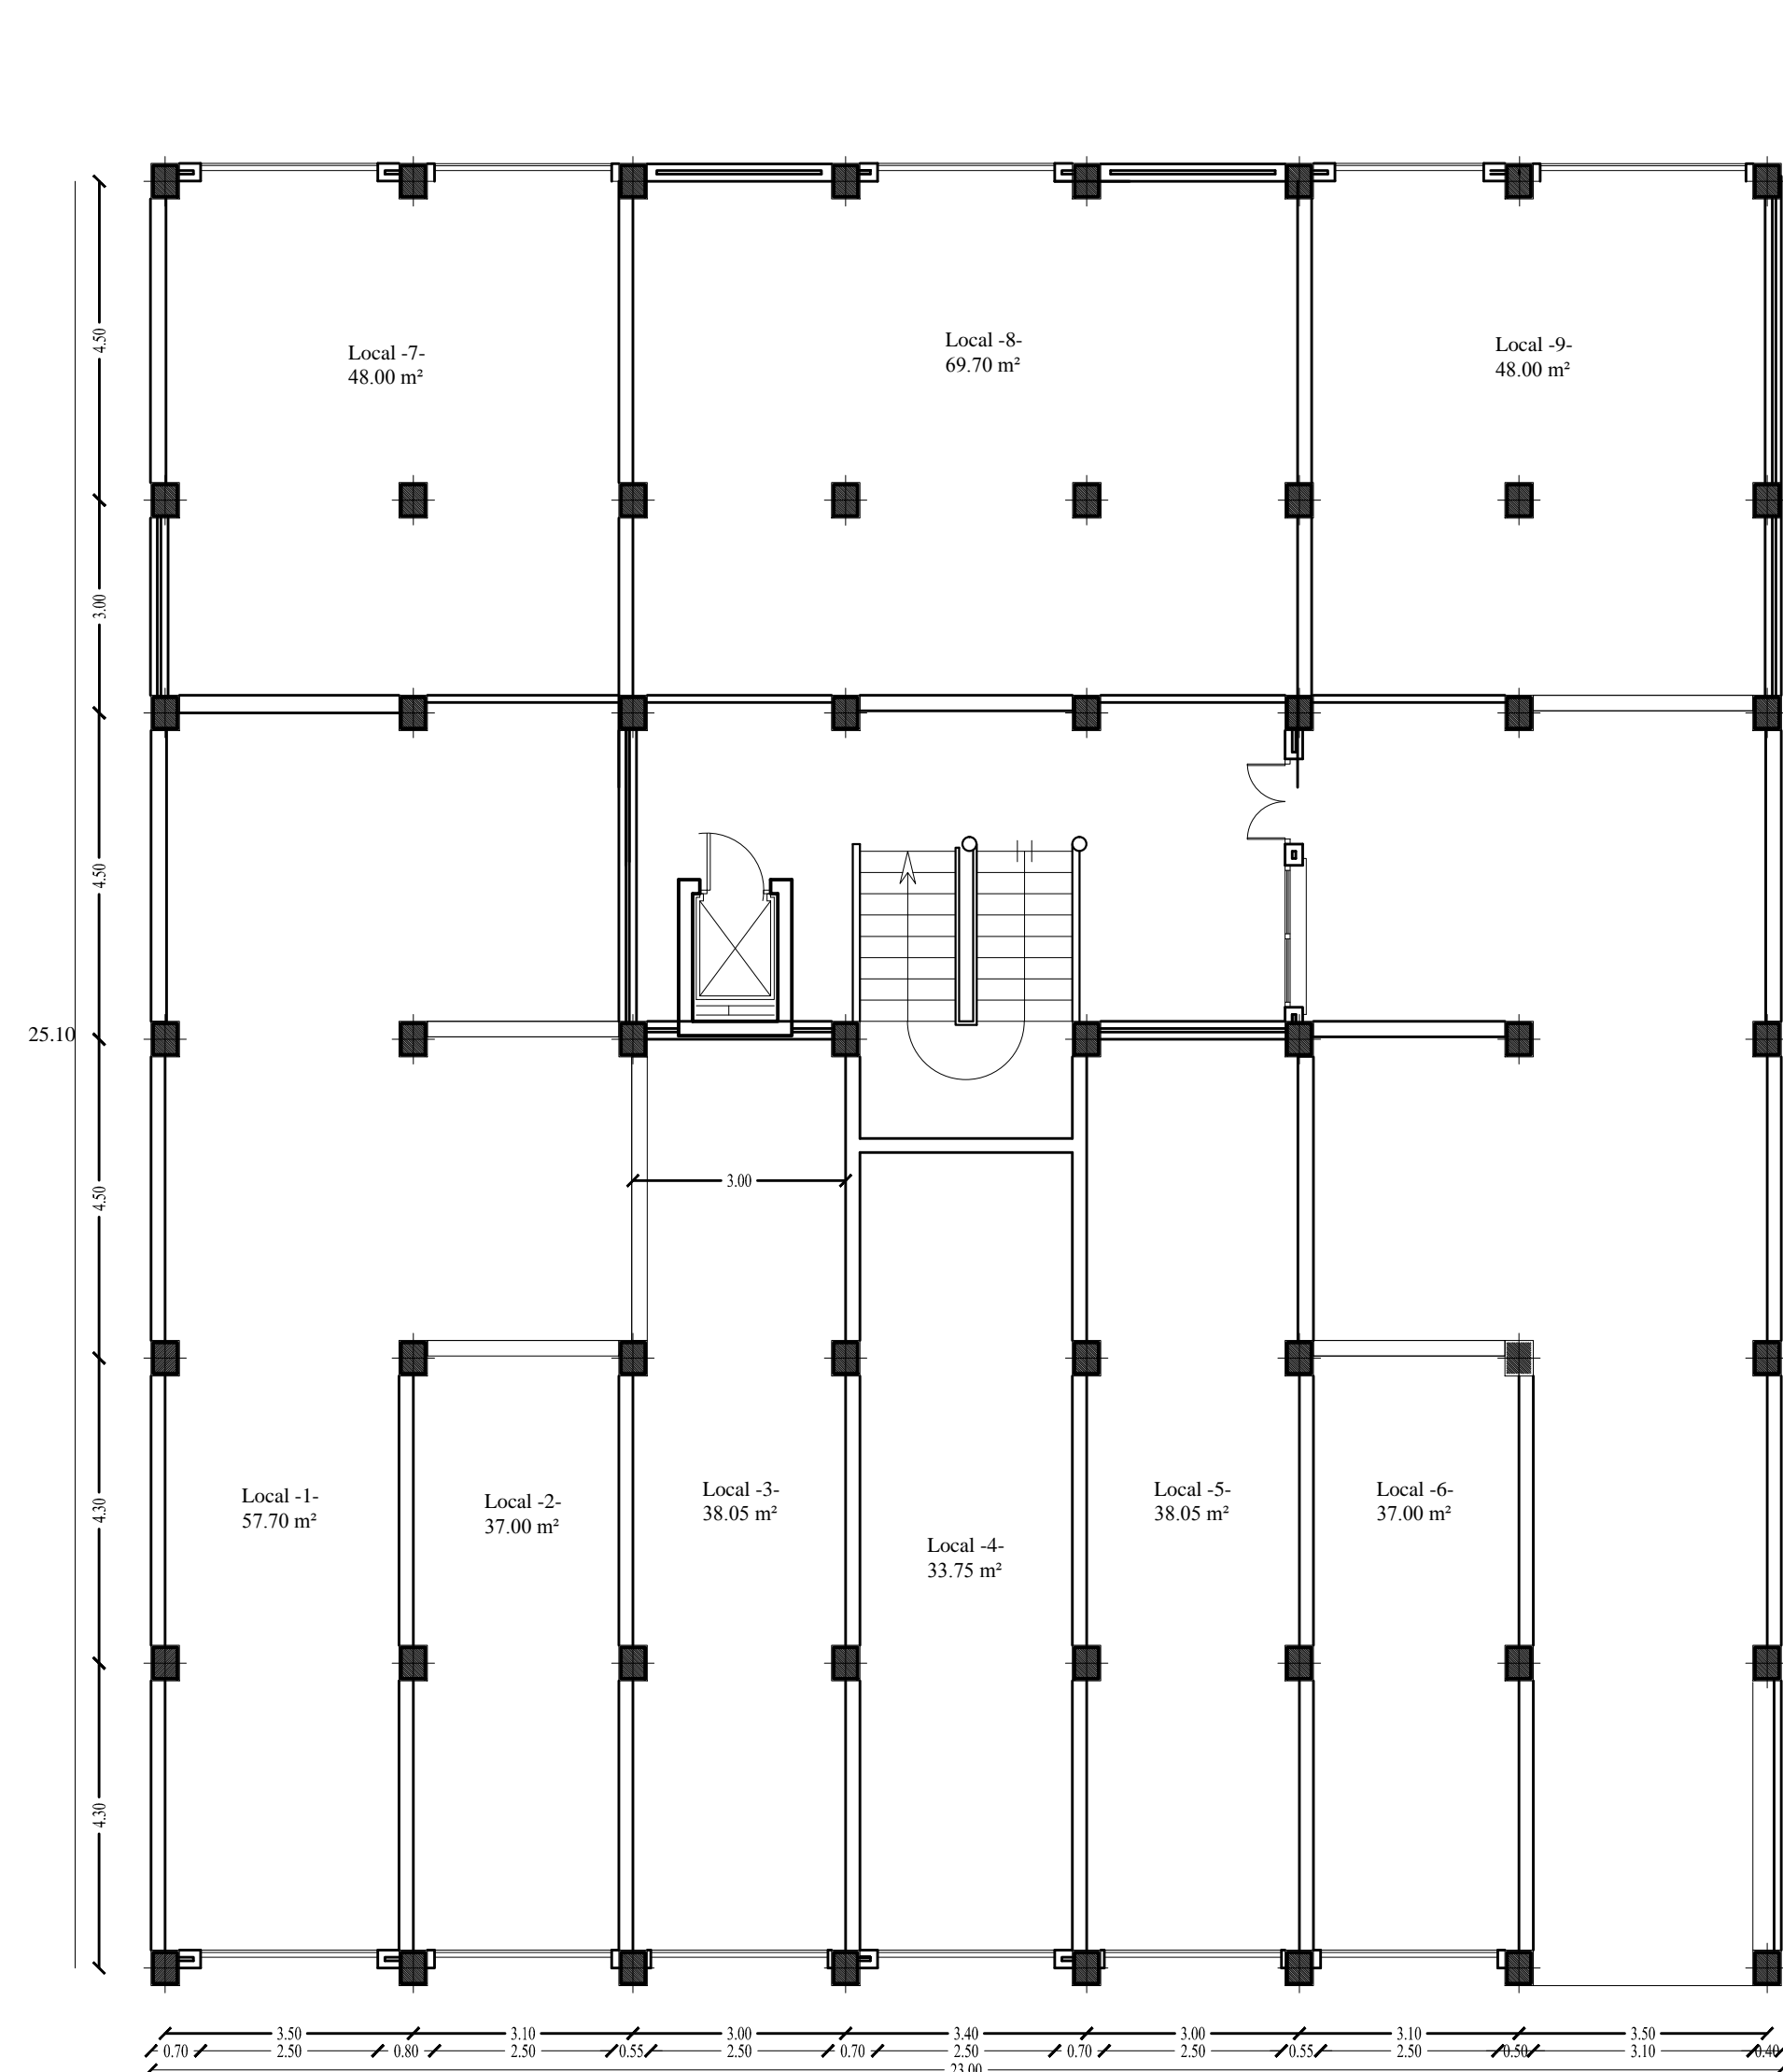 4.50
Local -7-
48.00 m²
Local -8-
69.70 m²
Local -9-
48.00 m²
3.00
4.50
25.10
4.50
3.00
4.30
Local -1-
57.70 m²
Local -2-
37.00 m²
Local -3-
38.05 m²
Local -4-
33.75 m²
Local -5-
38.05 m²
Local -6-
37.00 m²
4.30
3.50 3.10 3.00 3.40 3.00 3.10 3.50
0.70 2.50 0.80 2.50 0.55 2.50 0.70 2.50 0.70 2.50 0.55 2.50 0.50 3.10 0.40
23.00